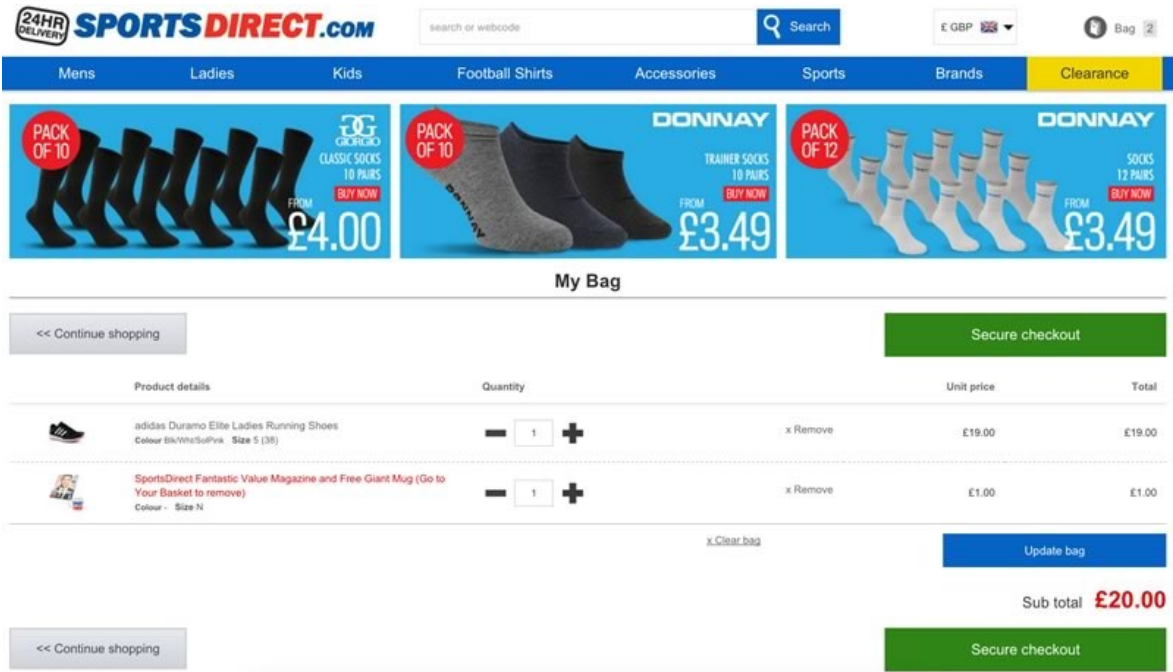 24HR
DELIVERY
SPORTSDIRECT.COM
search or webcode
Search
£ GBP
Bag 2
Mens
Ladies
Kids
Football Shirts
Accessories
Sports
Brands
Clearance
PACK
OF 10
GG
GIORGIO
CLASSIC SOCKS
10 PAIRS
BUY NOW
FROM
£4.00
PACK
OF 10
DONNAY
TRAINER SOCKS
10 PAIRS
BUY NOW
FROM
£3.49
DONNAY
PACK
OF 12
DONNAY
SOCKS
12 PAIRS
BUY NOW
FROM
£3.49
My Bag
<< Continue shopping
Secure checkout
Product details
Quantity
Unit price
Total
adidas Duramo Elite Ladies Running Shoes
Colour Blk/Wht/SolPink Size 5 (38)
1
x Remove
£19.00
£19.00
SportsDirect Fantastic Value Magazine and Free Giant Mug (Go to
Your Basket to remove)
Colour - Size N
1
x Remove
£1.00
£1.00
x Clear bag
Update bag
Sub total £20.00
<< Continue shopping
Secure checkout